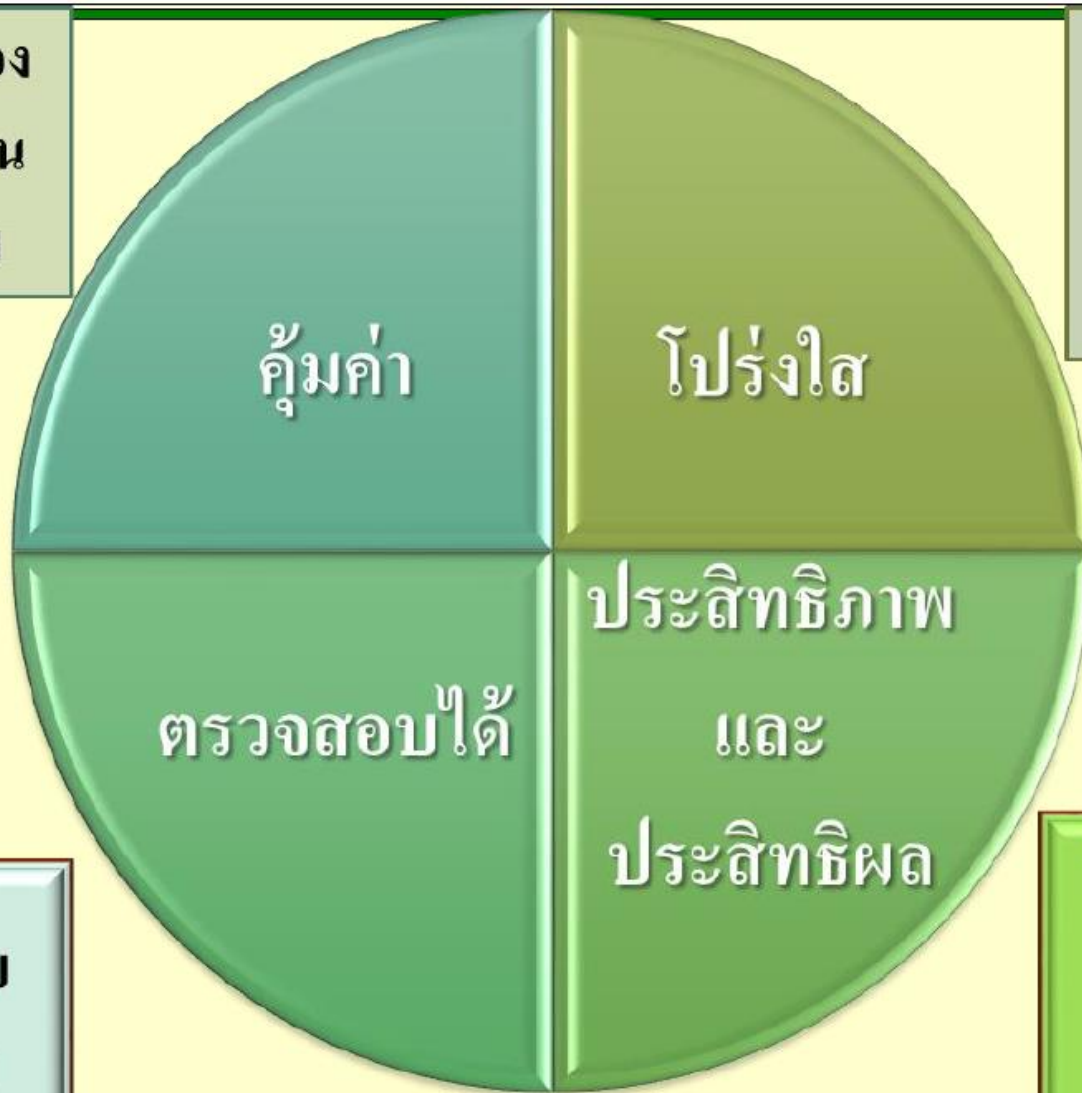 คุ้มค่า
โปร่งใส
ตรวจสอบได้
ประสิทธิภาพ
และ
ประสิทธิผล